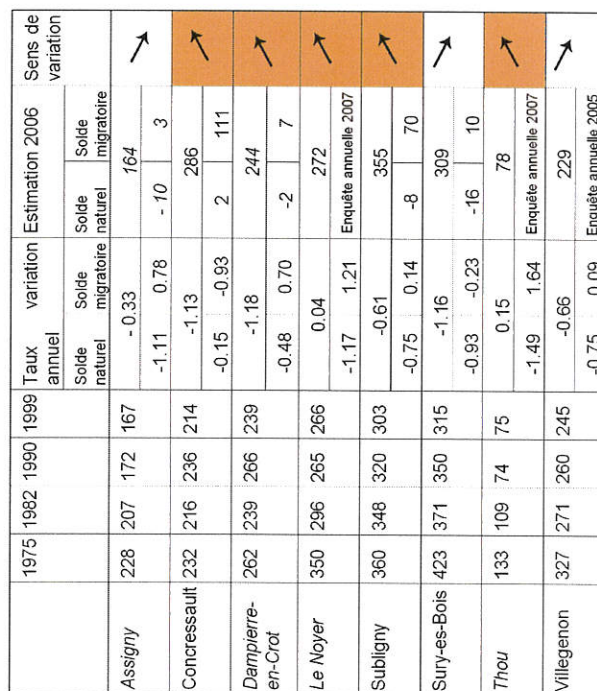 1975 1982 1990 1999 Taux variation Estimation 2006 Sens de
annuel variation
Solde Solde Solde Solde
naturel migratoire naturel migratoire
Assigny 228 207 172 167 - 0.33 164
-1.11 0.78 - 10 3
Concressault 232 216 236 214 -1.13 286
-0.15 -0.93 2 111
Dampierre- 262 239 266 239 -1.18 244
en-Crot -0.48 0.70 -2 7
Le Noyer 350 296 265 266 0.04 272
-1.17 1.21 Enquête annuelle 2007
Subligny 360 348 320 303 -0.61 355
-0.75 0.14 -8 70
Sury-es-Bois 423 371 350 315 -1.16 309
-0.93 -0.23 -16 10
Thou 133 109 74 75 0.15 78
-1.49 1.64 Enquête annuelle 2007
Villegenon 327 271 260 245 -0.66 229
-0.75 0.09 Enquête annuelle 2005